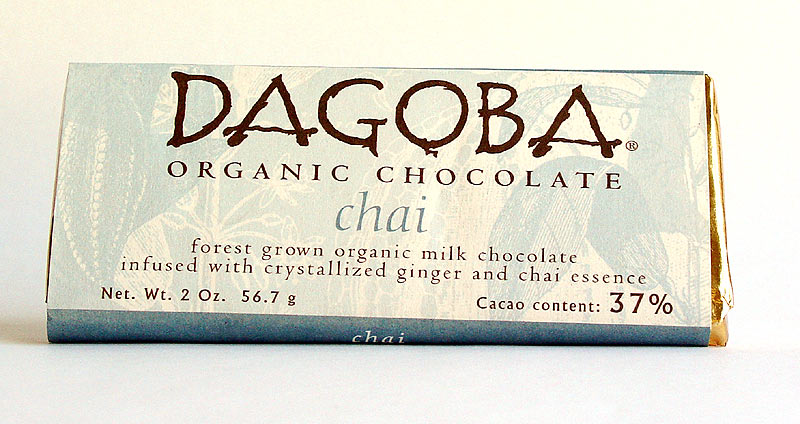 DAGOBA®
ORGANIC CHOCOLATE
chai
forest grown organic milk chocolate
infused with crystallized ginger and chai essence
Net. Wt. 2 Oz. 56.7 g Cacao content: 37%
chai